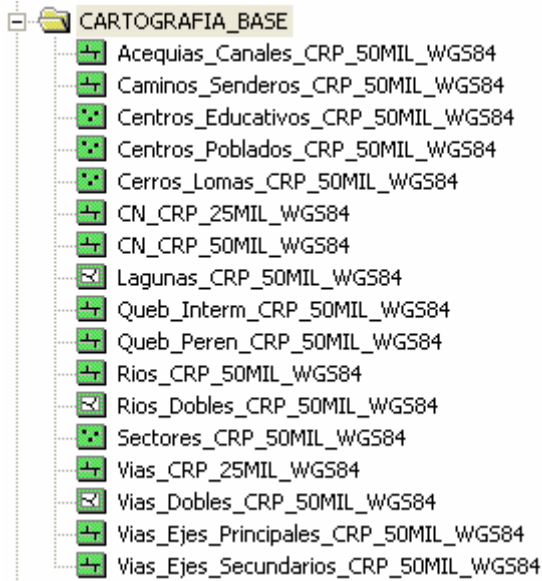 CARTOGRAFIA_BASE
Acequias_Canales_CRP_50MIL_WGS84
Caminos_Senderos_CRP_50MIL_WGS84
Centros_Educativos_CRP_50MIL_WGS84
Centros_Poblados_CRP_50MIL_WGS84
Cerros_Lomas_CRP_50MIL_WGS84
CN_CRP_25MIL_WGS84
CN_CRP_50MIL_WGS84
Lagunas_CRP_50MIL_WGS84
Queb_Interm_CRP_50MIL_WGS84
Queb_Peren_CRP_50MIL_WGS84
Rios_CRP_50MIL_WGS84
Rios_Dobles_CRP_50MIL_WGS84
Sectores_CRP_50MIL_WGS84
Vias_CRP_25MIL_WGS84
Vias_Dobles_CRP_50MIL_WGS84
Vias_Ejes_Principales_CRP_50MIL_WGS84
Vias_Ejes_Secundarios_CRP_50MIL_WGS84